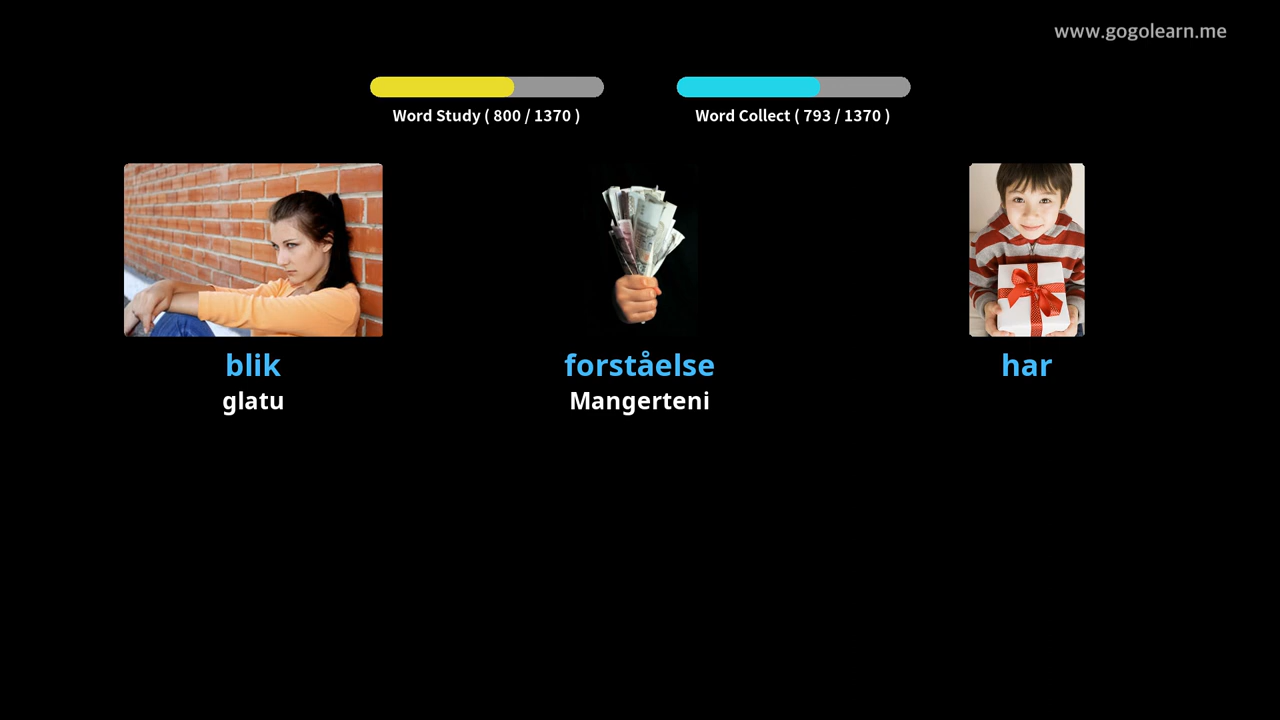 www.gogolearn.me
Word Study ( 800 / 1370 )
Word Collect ( 793 / 1370 )
blik
forståelse
har
glatu
Mangerteni